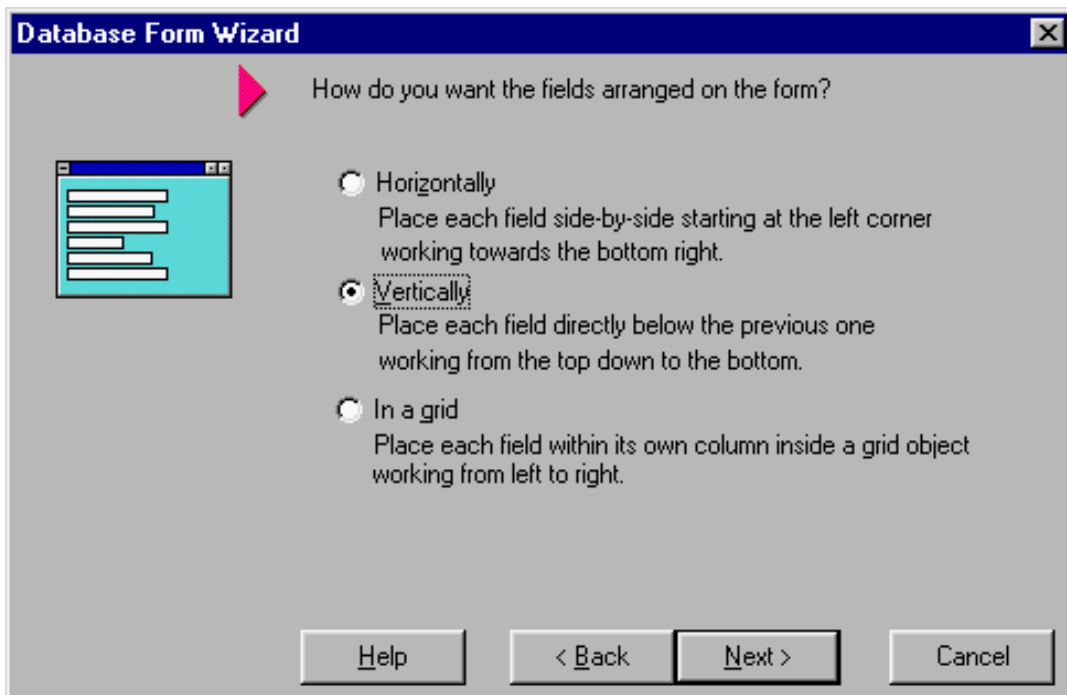 Database Form Wizard
How do you want the fields arranged on the form?
Horizontally
Place each field side-by-side starting at the left corner
working towards the bottom right.
Vertically
Place each field directly below the previous one
working from the top down to the bottom.
In a grid
Place each field within its own column inside a grid object
working from left to right.
Help
< Back
Next >
Cancel